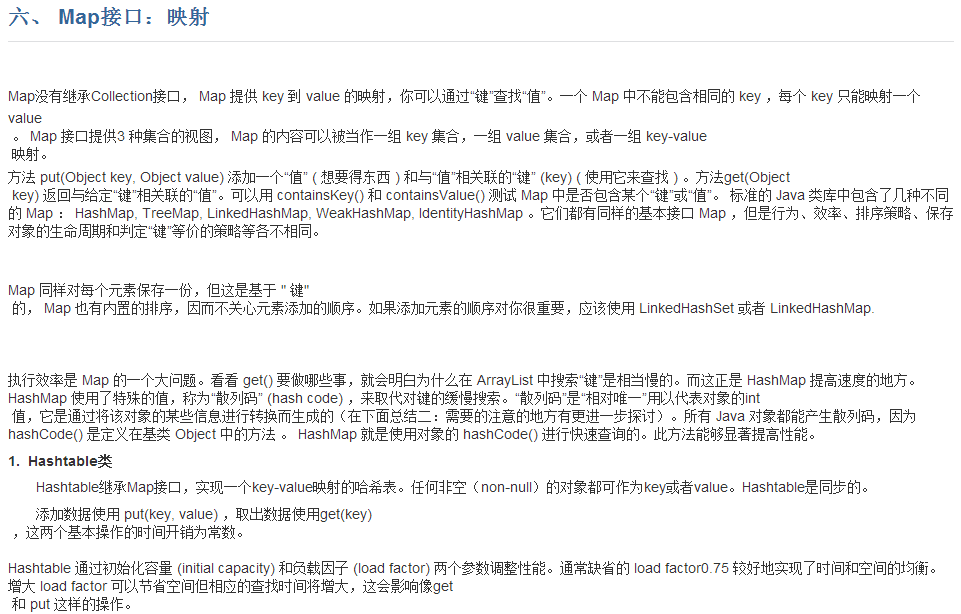 六、 Map接口：映射
Map没有继承Collection接口， Map 提供 key 到 value 的映射，你可以通过“键”查找“值”。一个 Map 中不能包含相同的 key ，每个 key 只能映射一个
value
。 Map 接口提供3 种集合的视图， Map 的内容可以被当作一组 key 集合，一组 value 集合，或者一组 key-value
映射。
方法 put(Object key, Object value) 添加一个“值” ( 想要得东西 ) 和与“值”相关联的“键” (key) ( 使用它来查找 ) 。方法get(Object
key) 返回与给定“键”相关联的“值”。可以用 containsKey() 和 containsValue() 测试 Map 中是否包含某个“键”或“值”。 标准的 Java 类库中包含了几种不同
的 Map ： HashMap, TreeMap, LinkedHashMap, WeakHashMap, IdentityHashMap 。它们都有同样的基本接口 Map ，但是行为、效率、排序策略、保存
对象的生命周期和判定“键”等价的策略等各不相同。
Map 同样对每个元素保存一份，但这是基于 " 键"
的， Map 也有内置的排序，因而不关心元素添加的顺序。如果添加元素的顺序对你很重要，应该使用 LinkedHashSet 或者 LinkedHashMap.
执行效率是 Map 的一个大问题。看看 get() 要做哪些事，就会明白为什么在 ArrayList 中搜索“键”是相当慢的。而这正是 HashMap 提高速度的地方。
HashMap 使用了特殊的值，称为“散列码” (hash code) ，来取代对键的缓慢搜索。“散列码”是“相对唯一”用以代表对象的int
值，它是通过将该对象的某些信息进行转换而生成的（在下面总结二：需要的注意的地方有更进一步探讨）。所有 Java 对象都能产生散列码，因为
hashCode() 是定义在基类 Object 中的方法 。 HashMap 就是使用对象的 hashCode() 进行快速查询的。此方法能够显著提高性能。
1. Hashtable类
Hashtable继承Map接口，实现一个key-value映射的哈希表。任何非空（non-null）的对象都可作为key或者value。Hashtable是同步的。
添加数据使用 put(key, value) ，取出数据使用get(key)
，这两个基本操作的时间开销为常数。
Hashtable 通过初始化容量 (initial capacity) 和负载因子 (load factor) 两个参数调整性能。通常缺省的 load factor0.75 较好地实现了时间和空间的均衡。
增大 load factor 可以节省空间但相应的查找时间将增大，这会影响像get
和 put 这样的操作。